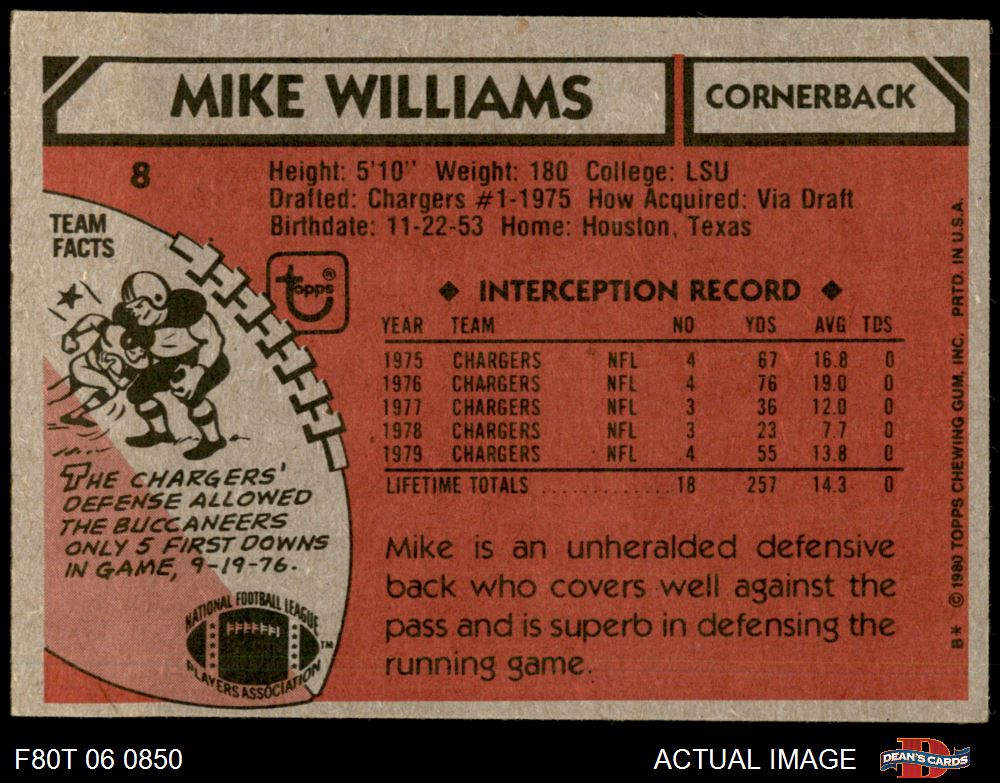 MIKE WILLIAMS
CORNERBACK
8
Height: 5'10" Weight: 180 College: LSU
Drafted: Chargers #1-1975 How Acquired: Via Draft
Birthdate: 11-22-53 Home: Houston, Texas
TEAM
FACTS
THE CHARGERS'
DEFENSE ALLOWED
THE BUCCANEERS
ONLY 5 FIRST DOWNS
IN GAME, 9-19-76.
NATIONAL FOOTBALL LEAGUE
PLAYERS ASSOCIATION
TM
topps®
◆ INTERCEPTION RECORD ◆
YEAR TEAM NO YDS AVG TDS
1975 CHARGERS NFL 4 67 16.8 0
1976 CHARGERS NFL 4 76 19.0 0
1977 CHARGERS NFL 3 36 12.0 0
1978 CHARGERS NFL 3 23 7.7 0
1979 CHARGERS NFL 4 55 13.8 0
LIFETIME TOTALS ............ 18 257 14.3 0
Mike is an unheralded defensive
back who covers well against the
pass and is superb in defensing the
running game.
B* © 1980 TOPPS CHEWING GUM, INC. PRTD. IN U.S.A.
F80T 06 0850
ACTUAL IMAGE
D
DEAN'S CARDS